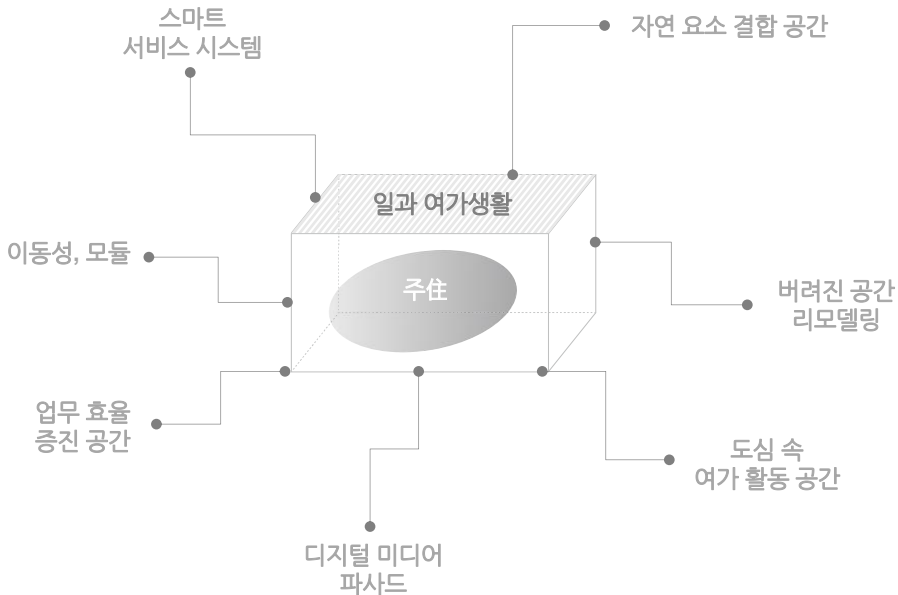 스마트
서비스 시스템
자연 요소 결합 공간
일과 여가생활
이동성, 모듈
주住
버려진 공간
리모델링
업무 효율
증진 공간
도심 속
여가 활동 공간
디지털 미디어
파사드